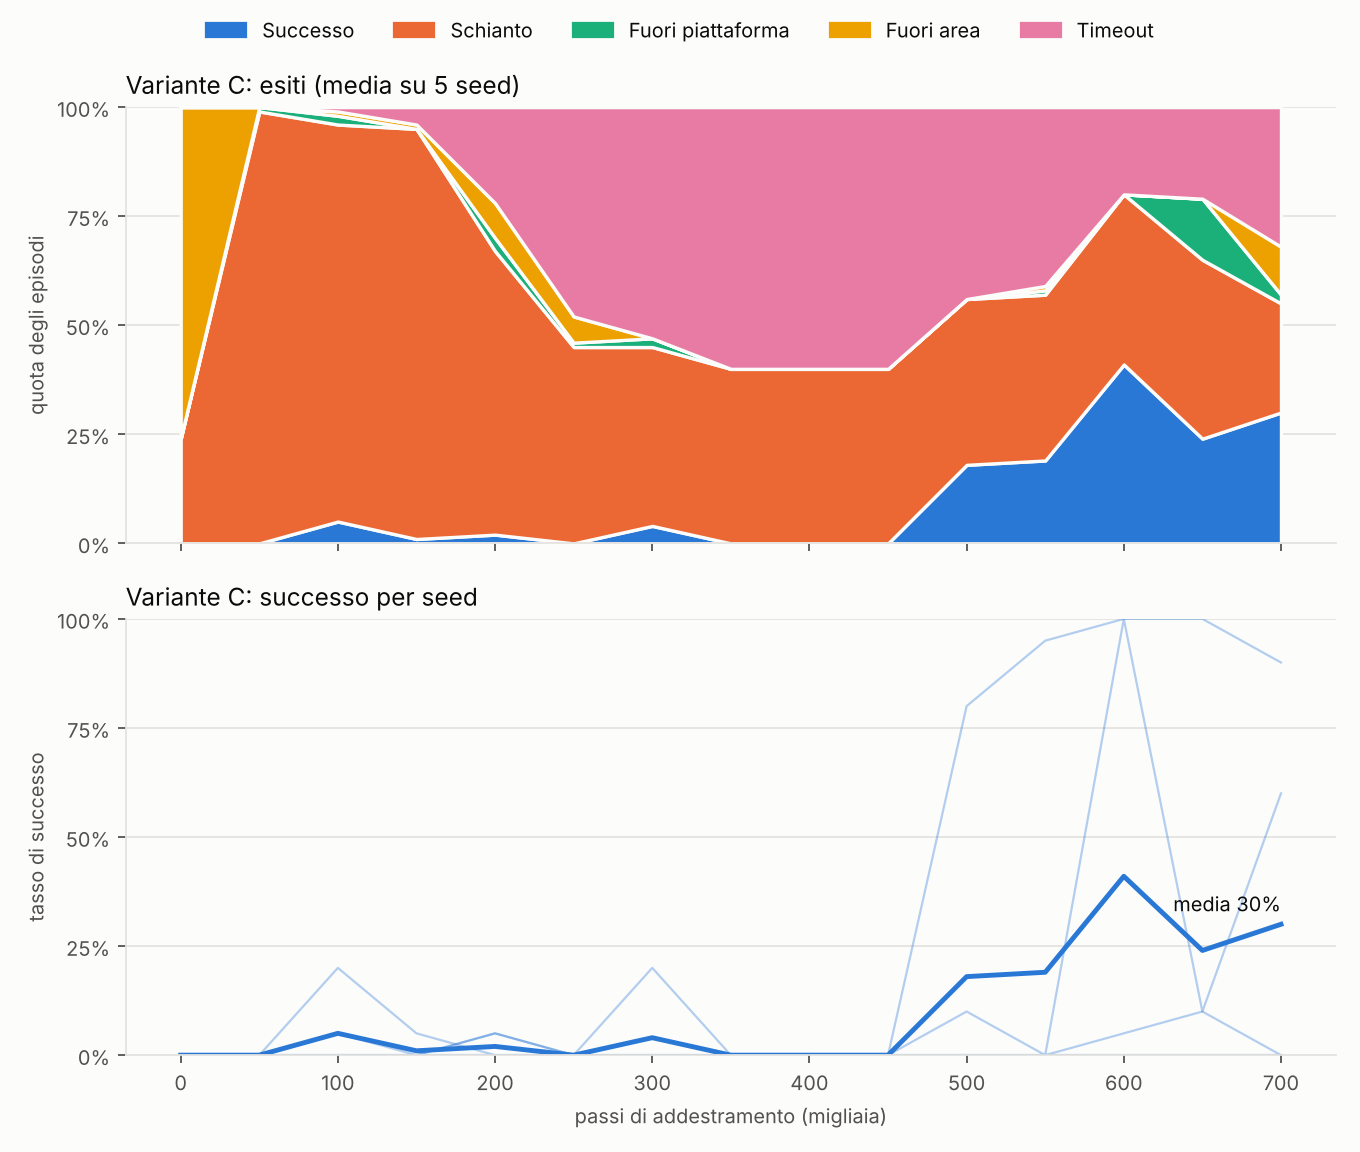 Successo Schianto Fuori piattaforma Fuori area Timeout
Variante C: esiti (media su 5 seed)
100%
75%
50%
25%
0%
quota degli episodi
Variante C: successo per seed
100%
75%
50%
25%
0%
tasso di successo
media 30%
0 100 200 300 400 500 600 700
passi di addestramento (migliaia)